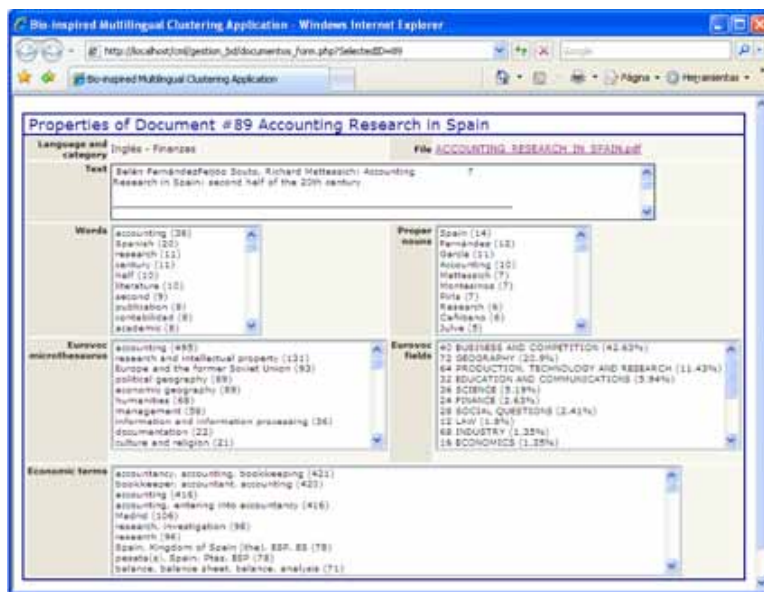 Bio-inspired Multilingual Clustering Application - Windows Internet Explorer
http://localhost/cnl/gestion_bd/documentos_form.php?SelectedID=89
Google
Bio-inspired Multilingual Clustering Application
Página
Herramientas
Properties of Document #89 Accounting Research in Spain
Language and category
Inglés - Finanzas
File
ACCOUNTING RESEARCH IN SPAIN.pdf
Text
Belén FernándezFeijóo Souto, Richard Mattessich: Accounting 7
Research in Spain: second half of the 20th century
Words
accounting (38)
Spanish (20)
research (11)
century (11)
half (10)
literature (10)
second (9)
publication (8)
contabilidad (8)
academic (8)
Proper nouns
Spain (14)
Fernández (12)
García (11)
Accounting (10)
Mattessich (7)
Montesinos (7)
Research (6)
Cañibano (6)
Julve (5)
Eurovoc microthesaurus
accounting (495)
research and intellectual property (131)
Europe and the former Soviet Union (93)
political geography (89)
economic geography (89)
humanities (68)
management (58)
information and information processing (36)
documentation (22)
culture and religion (21)
Eurovoc fields
40 BUSINESS AND COMPETITION (42.63%)
72 GEOGRAPHY (20.9%)
64 PRODUCTION, TECHNOLOGY AND RESEARCH (11.43%)
32 EDUCATION AND COMMUNICATIONS (5.94%)
36 SCIENCE (5.19%)
24 FINANCE (2.63%)
28 SOCIAL QUESTIONS (2.41%)
12 LAW (1.8%)
68 INDUSTRY (1.35%)
16 ECONOMICS (1.35%)
Economic terms
accountancy, accounting, bookkeeping (421)
bookkeeper, accountant, accounting (420)
accounting (416)
accounting, entering into accountancy (416)
Madrid (106)
research, investigation (96)
research (96)
Spain, Kingdom of Spain [the], ESP, ES (78)
peseta(s), Spain, Ptas, ESP (78)
balance, balance sheet, balance, analysis (71)